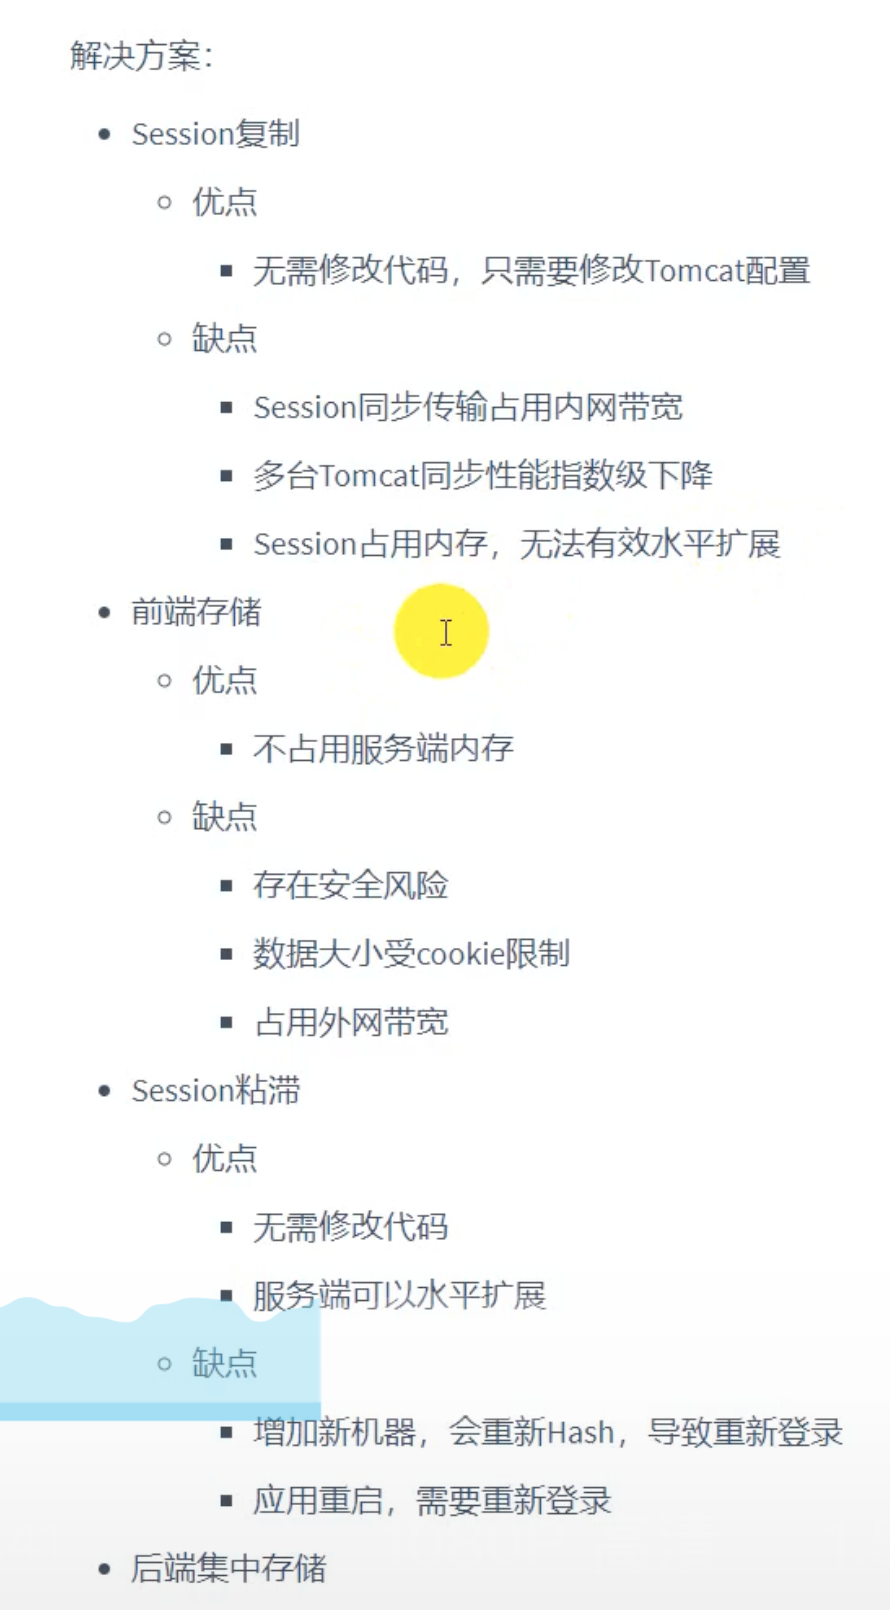 解决方案：
Session复制
优点
无需修改代码，只需要修改Tomcat配置
缺点
Session同步传输占用内网带宽
多台Tomcat同步性能指数级下降
Session占用内存，无法有效水平扩展
前端存储
优点
不占用服务端内存
缺点
存在安全风险
数据大小受cookie限制
占用外网带宽
Session粘滞
优点
无需修改代码
服务端可以水平扩展
缺点
增加新机器，会重新Hash，导致重新登录
应用重启，需要重新登录
后端集中存储